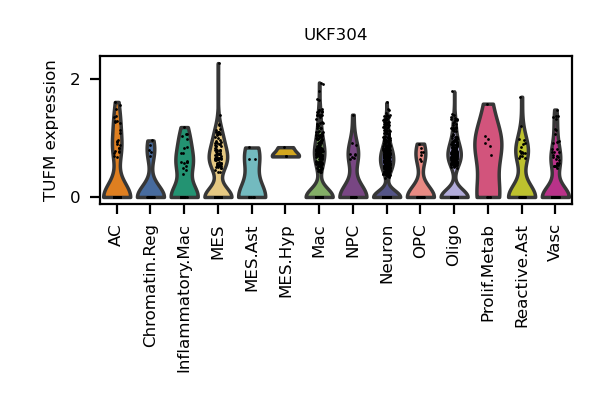 UKF304
TUFM expression
2
0
AC
Chromatin.Reg
Inflammatory.Mac
MES
MES.Ast
MES.Hyp
Mac
NPC
Neuron
OPC
Oligo
Prolif.Metab
Reactive.Ast
Vasc